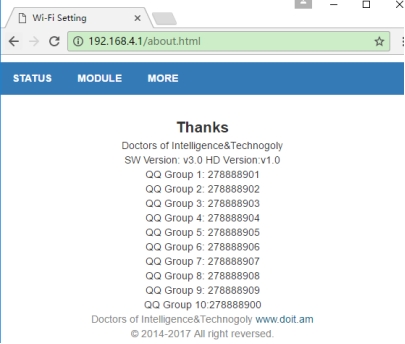 Wi-Fi Setting
192.168.4.1/about.html
STATUS MODULE MORE
Thanks
Doctors of Intelligence&Technogoly
SW Version: v3.0 HD Version:v1.0
QQ Group 1: 278888901
QQ Group 2: 278888902
QQ Group 3: 278888903
QQ Group 4: 278888904
QQ Group 5: 278888905
QQ Group 6: 278888906
QQ Group 7: 278888907
QQ Group 8: 278888908
QQ Group 9: 278888909
QQ Group 10:278888900
Doctors of Intelligence&Technogoly www.doit.am
© 2014-2017 All right reversed.